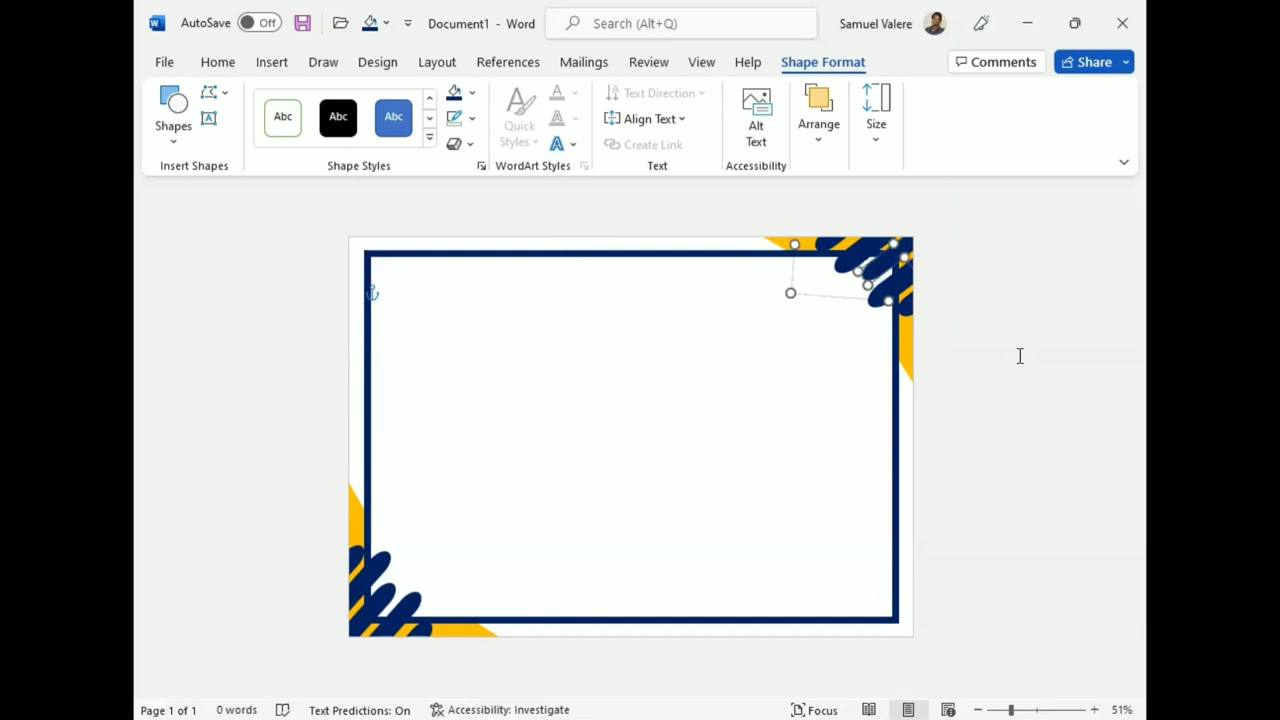 AutoSave Off Document1 - Word Search (Alt+Q) Samuel Valere
File Home Insert Draw Design Layout References Mailings Review View Help Shape Format Comments Share
Shapes
Abc Abc Abc
Quick Styles
Text Direction
Align Text
Create Link
Alt Text
Arrange
Size
Insert Shapes Shape Styles WordArt Styles Text Accessibility
Page 1 of 1 0 words Text Predictions: On Accessibility: Investigate Focus 51%